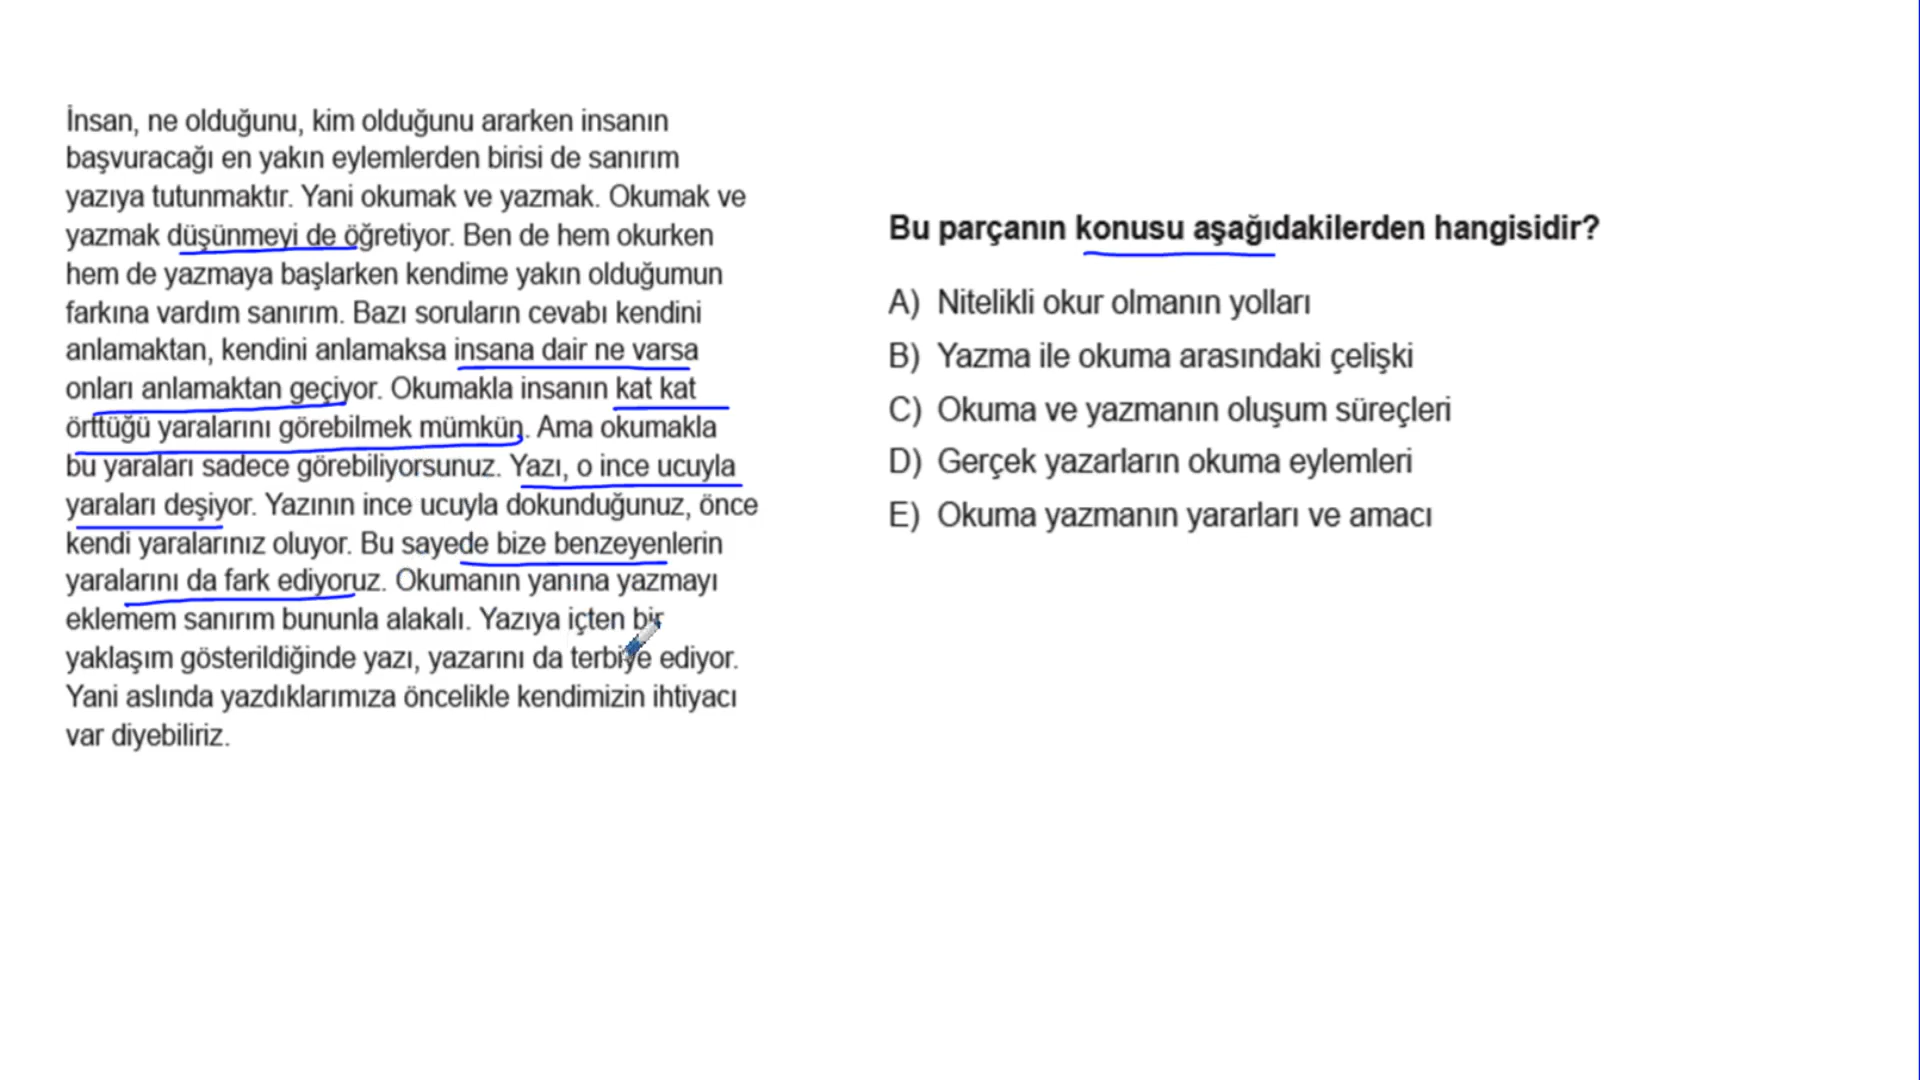 İnsan, ne olduğunu, kim olduğunu ararken insanın
başvuracağı en yakın eylemlerden birisi de sanırım
yazıya tutunmaktır. Yani okumak ve yazmak. Okumak ve
yazmak düşünmeyi de öğretiyor. Ben de hem okurken
hem de yazmaya başlarken kendime yakın olduğumun
farkına vardım sanırım. Bazı soruların cevabı kendini
anlamaktan, kendini anlamaksa insana dair ne varsa
onları anlamaktan geçiyor. Okumakla insanın kat kat
örttüğü yaralarını görebilmek mümkün. Ama okumakla
bu yaraları sadece görebiliyorsunuz. Yazı, o ince ucuyla
yaraları deşiyor. Yazının ince ucuyla dokunduğunuz, önce
kendi yaralarınız oluyor. Bu sayede bize benzeyenlerin
yaralarını da fark ediyoruz. Okumanın yanına yazmayı
eklemem sanırım bununla alakalı. Yazıya içten bir
yaklaşım gösterildiğinde yazı, yazarını da terbiye ediyor.
Yani aslında yazdıklarımıza öncelikle kendimizin ihtiyacı
var diyebiliriz.
Bu parçanın konusu aşağıdakilerden hangisidir?
A) Nitelikli okur olmanın yolları
B) Yazma ile okuma arasındaki çelişki
C) Okuma ve yazmanın oluşum süreçleri
D) Gerçek yazarların okuma eylemleri
E) Okuma yazmanın yararları ve amacı